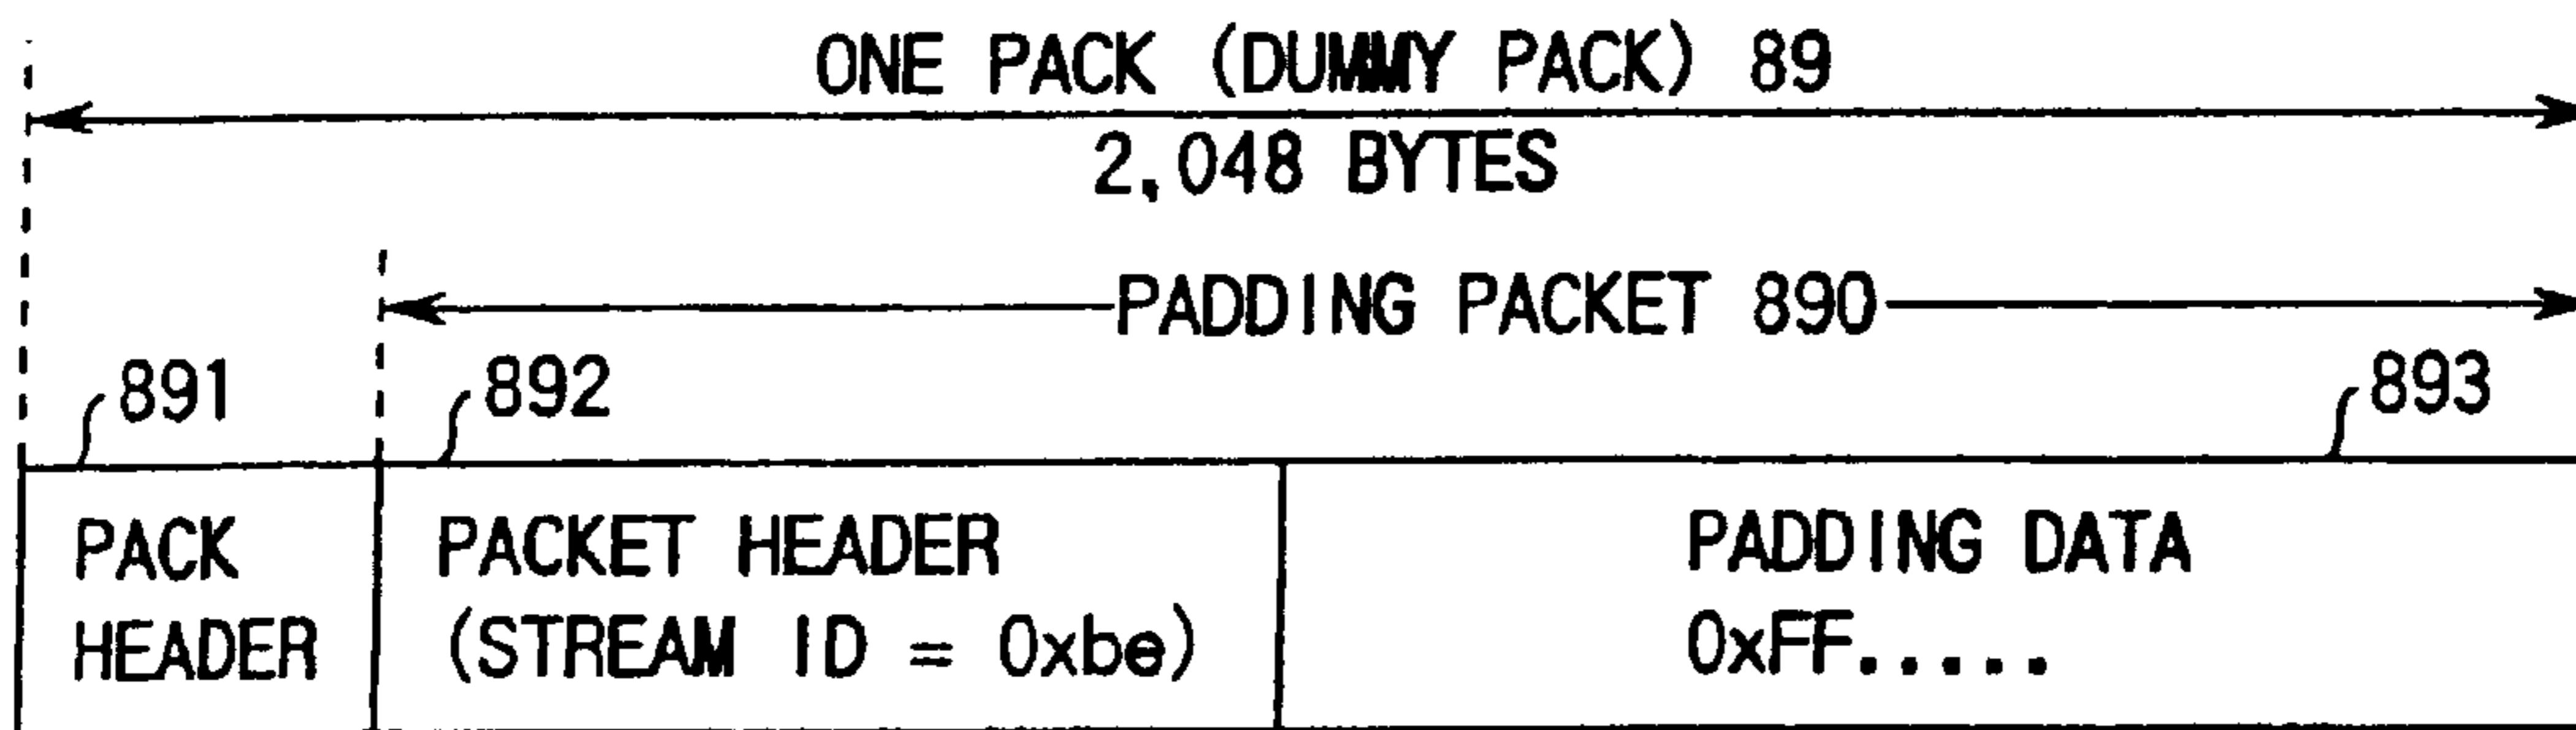 ONE PACK (DUMMY PACK) 89
2,048 BYTES
PADDING PACKET 890
891
892
893
PACK
HEADER
PACKET HEADER
(STREAM ID = 0xbe)
PADDING DATA
0xFF.....